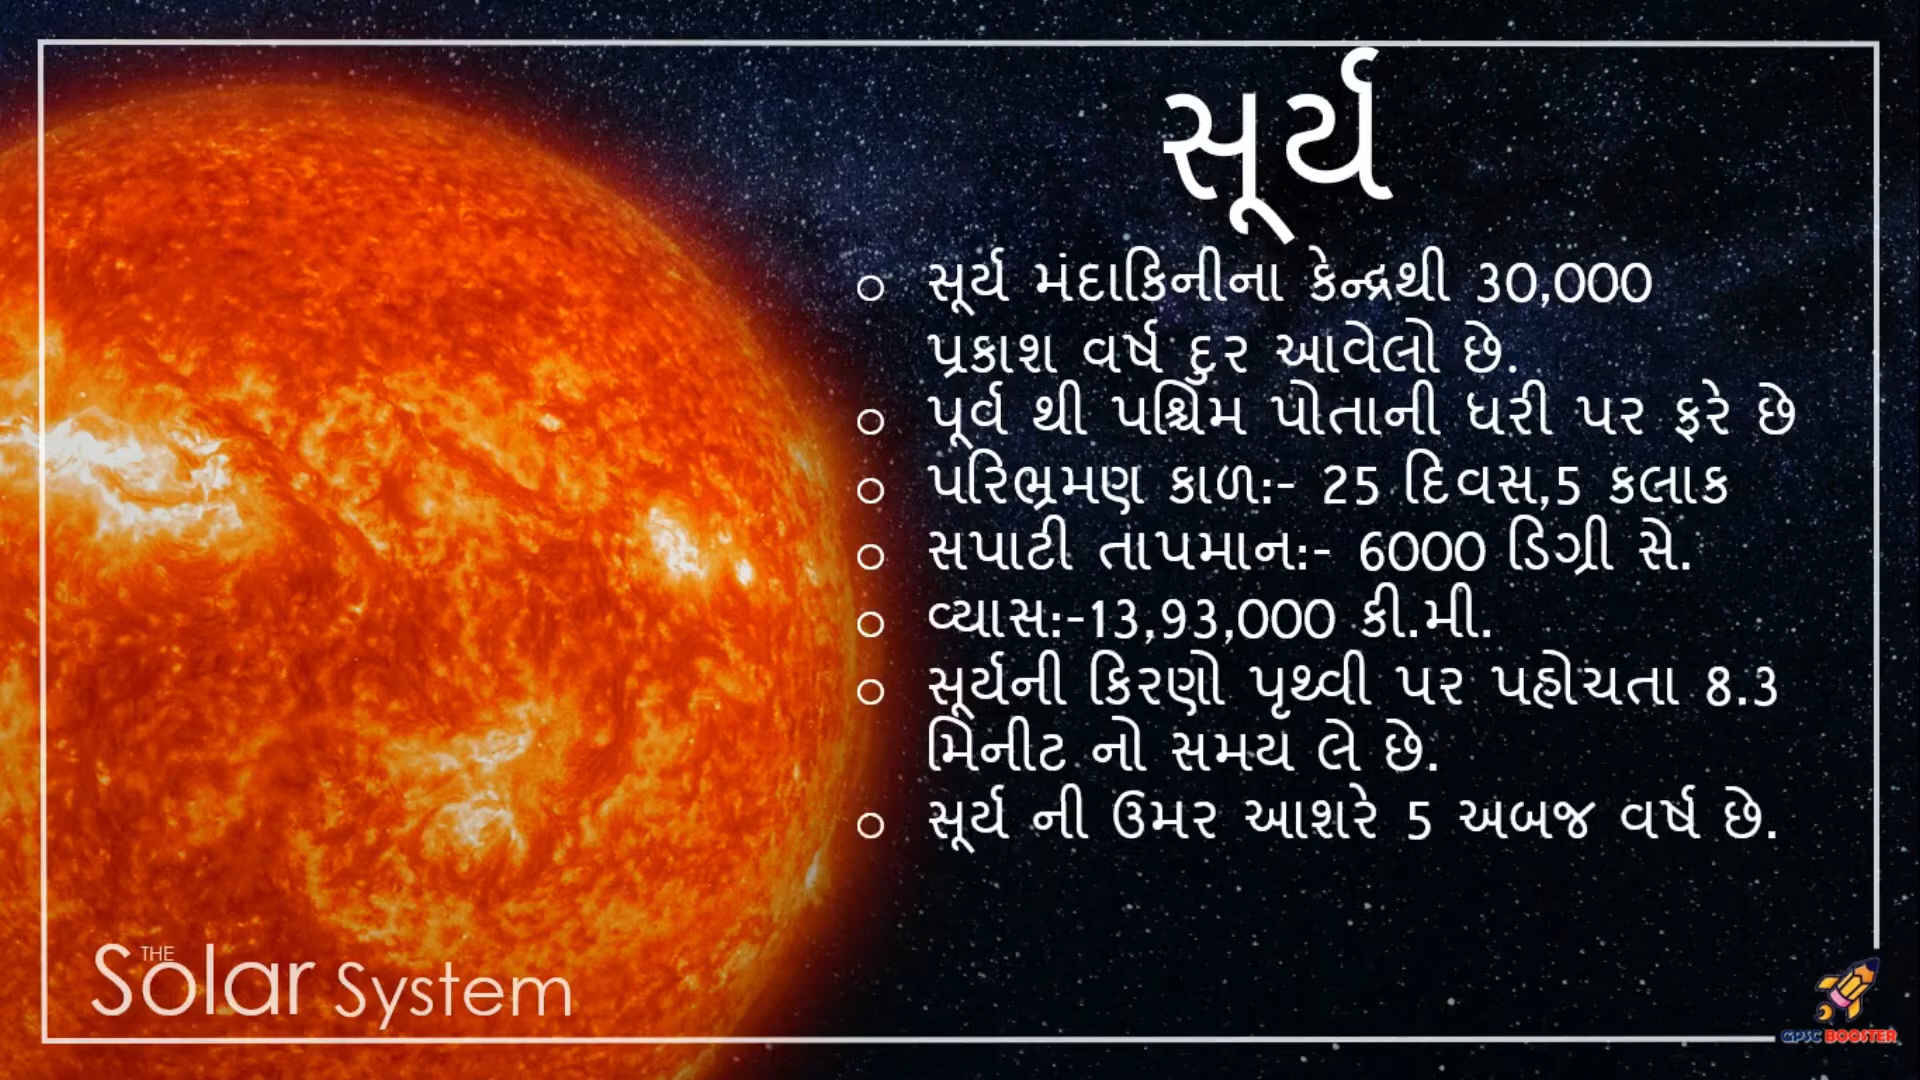 સૂર્ય
સૂર્ય મંદાકિનીના કેન્દ્રથી 30,000
પ્રકાશ વર્ષ દુર આવેલો છે.
પૂર્વ થી પશ્ચિમ પોતાની ધરી પર ફરે છે
પરિભ્રમણ કાળ:- 25 દિવસ,5 કલાક
સપાટી તાપમાન:- 6000 ડિગ્રી સે.
વ્યાસ:-13,93,000 કી.મી.
સૂર્યની કિરણો પૃથ્વી પર પહોચતા 8.3
મિનીટ નો સમય લે છે.
સૂર્ય ની ઉમર આશરે 5 અબજ વર્ષ છે.
THE
Solar System
GPSC BOOSTER